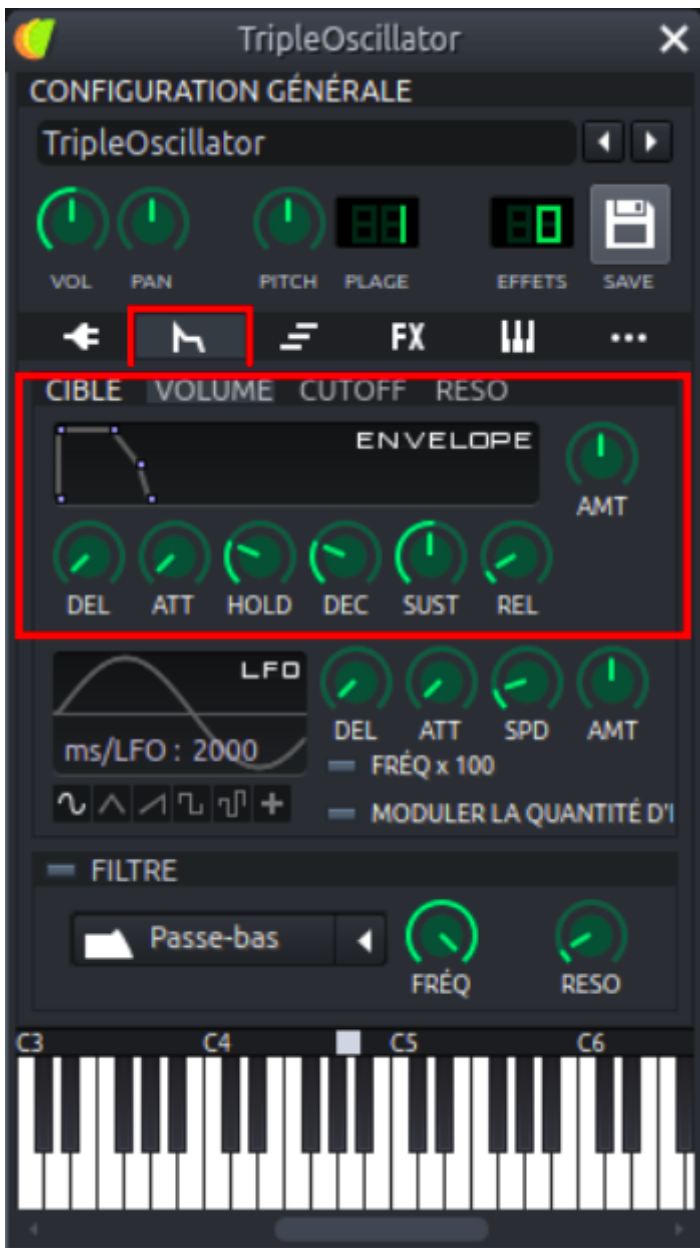 TripleOscillator
CONFIGURATION GÉNÉRALE
TripleOscillator
VOL PAN PITCH PLAGE EFFETS SAVE
1 0
FX
CIBLE VOLUME CUTOFF RESO
ENVELOPE
AMT
DEL ATT HOLD DEC SUST REL
LFO
DEL ATT SPD AMT
ms/LFO : 2000
FRÉQ x 100
MODULER LA QUANTITÉ D'
FILTRE
Passe-bas
FRÉQ RESO
C3 C4 C5 C6